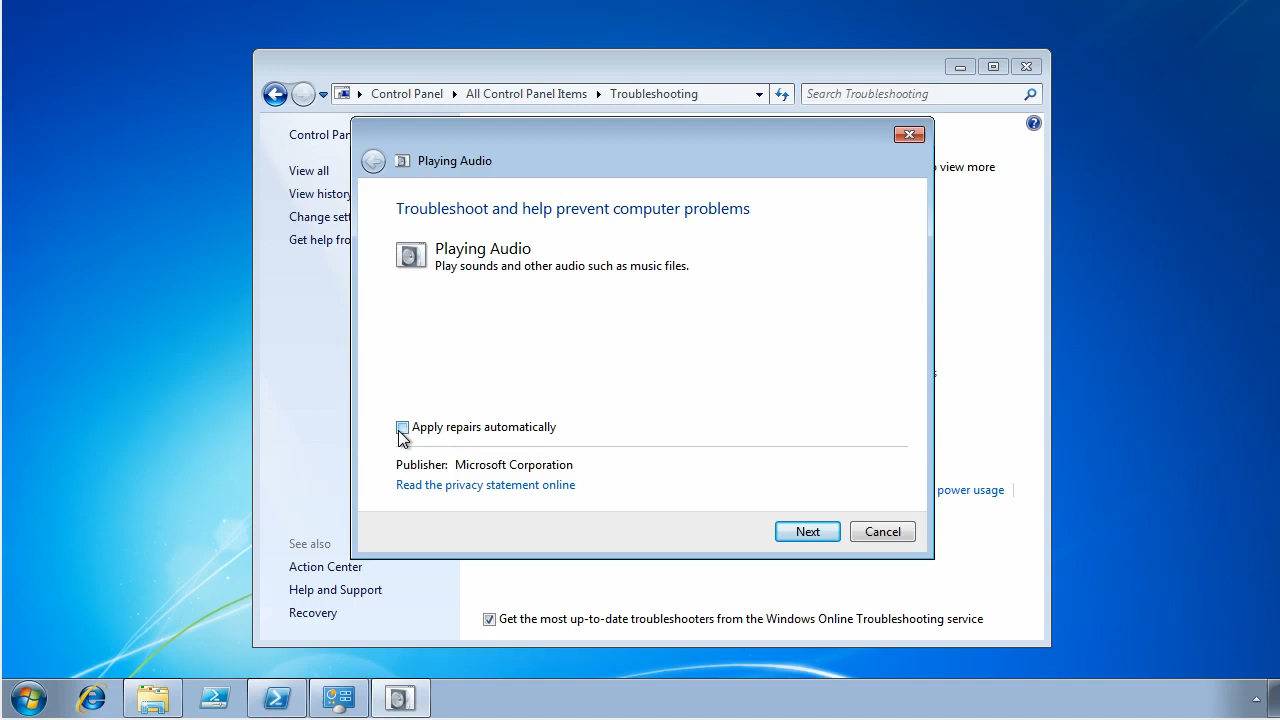 Control Panel
All Control Panel Items
Troubleshooting
Search Troubleshooting
Control Pan
View all
View history
Change set
Get help fro
view more
Playing Audio
Troubleshoot and help prevent computer problems
Playing Audio
Play sounds and other audio such as music files.
Apply repairs automatically
Publisher: Microsoft Corporation
Read the privacy statement online
power usage
Next
Cancel
See also
Action Center
Help and Support
Recovery
Get the most up-to-date troubleshooters from the Windows Online Troubleshooting service